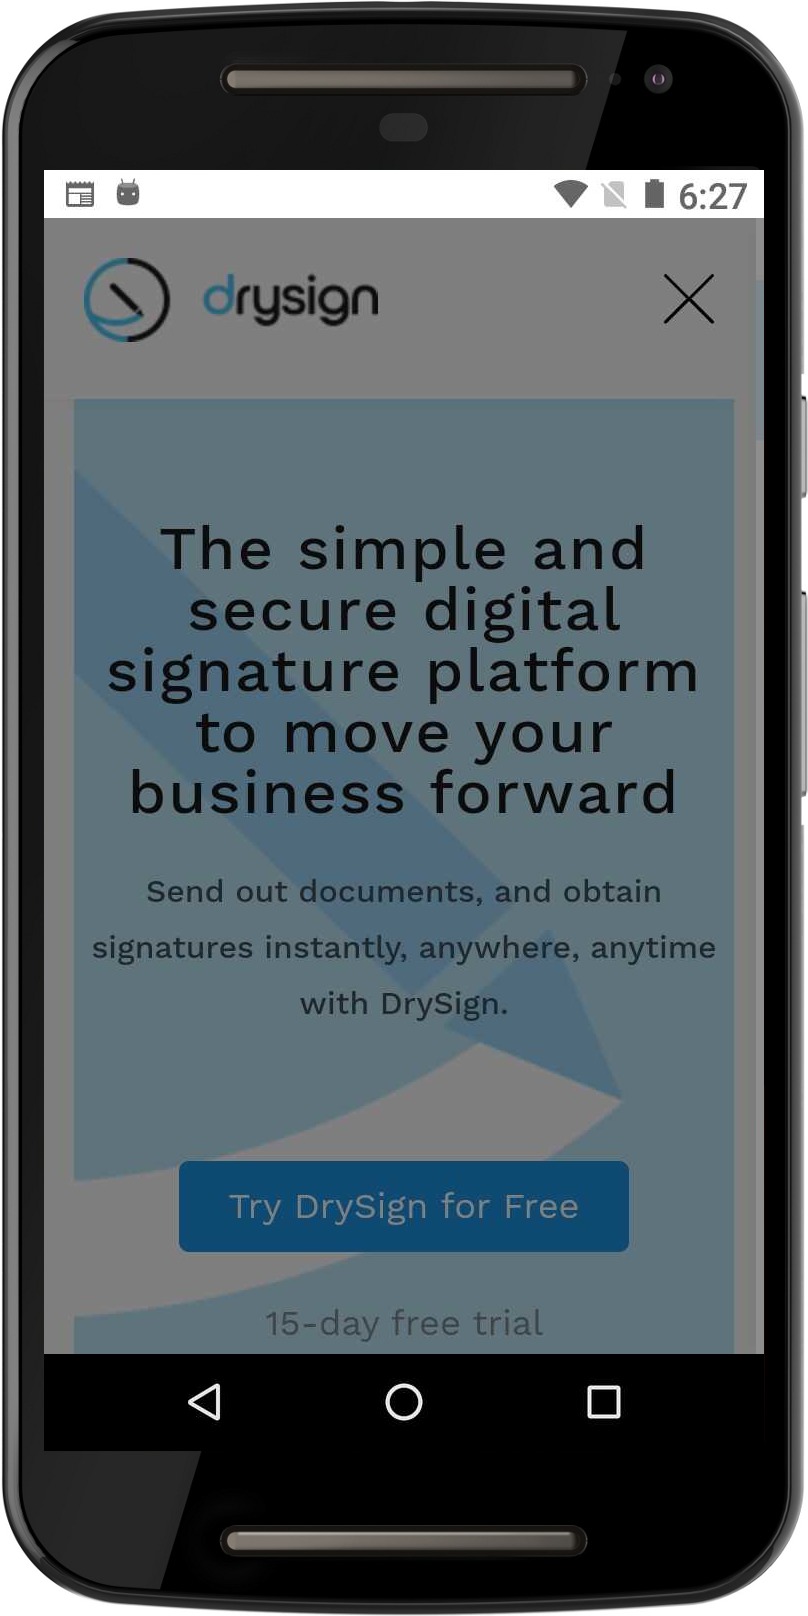 6:27
drysign
The simple and
secure digital
signature platform
to move your
business forward
Send out documents, and obtain
signatures instantly, anywhere, anytime
with DrySign.
Try DrySign for Free
15-day free trial